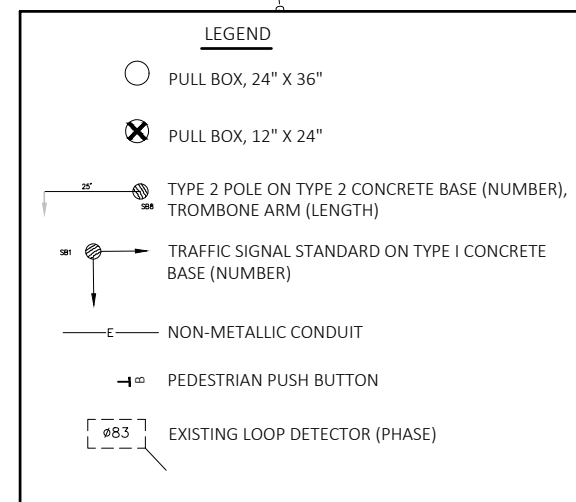 LEGEND
PULL BOX, 24" X 36"
PULL BOX, 12" X 24"
25'
SB8
TYPE 2 POLE ON TYPE 2 CONCRETE BASE (NUMBER),
TROMBONE ARM (LENGTH)
SB1
TRAFFIC SIGNAL STANDARD ON TYPE I CONCRETE
BASE (NUMBER)
E
NON-METALLIC CONDUIT
B
PEDESTRIAN PUSH BUTTON
ø83
EXISTING LOOP DETECTOR (PHASE)